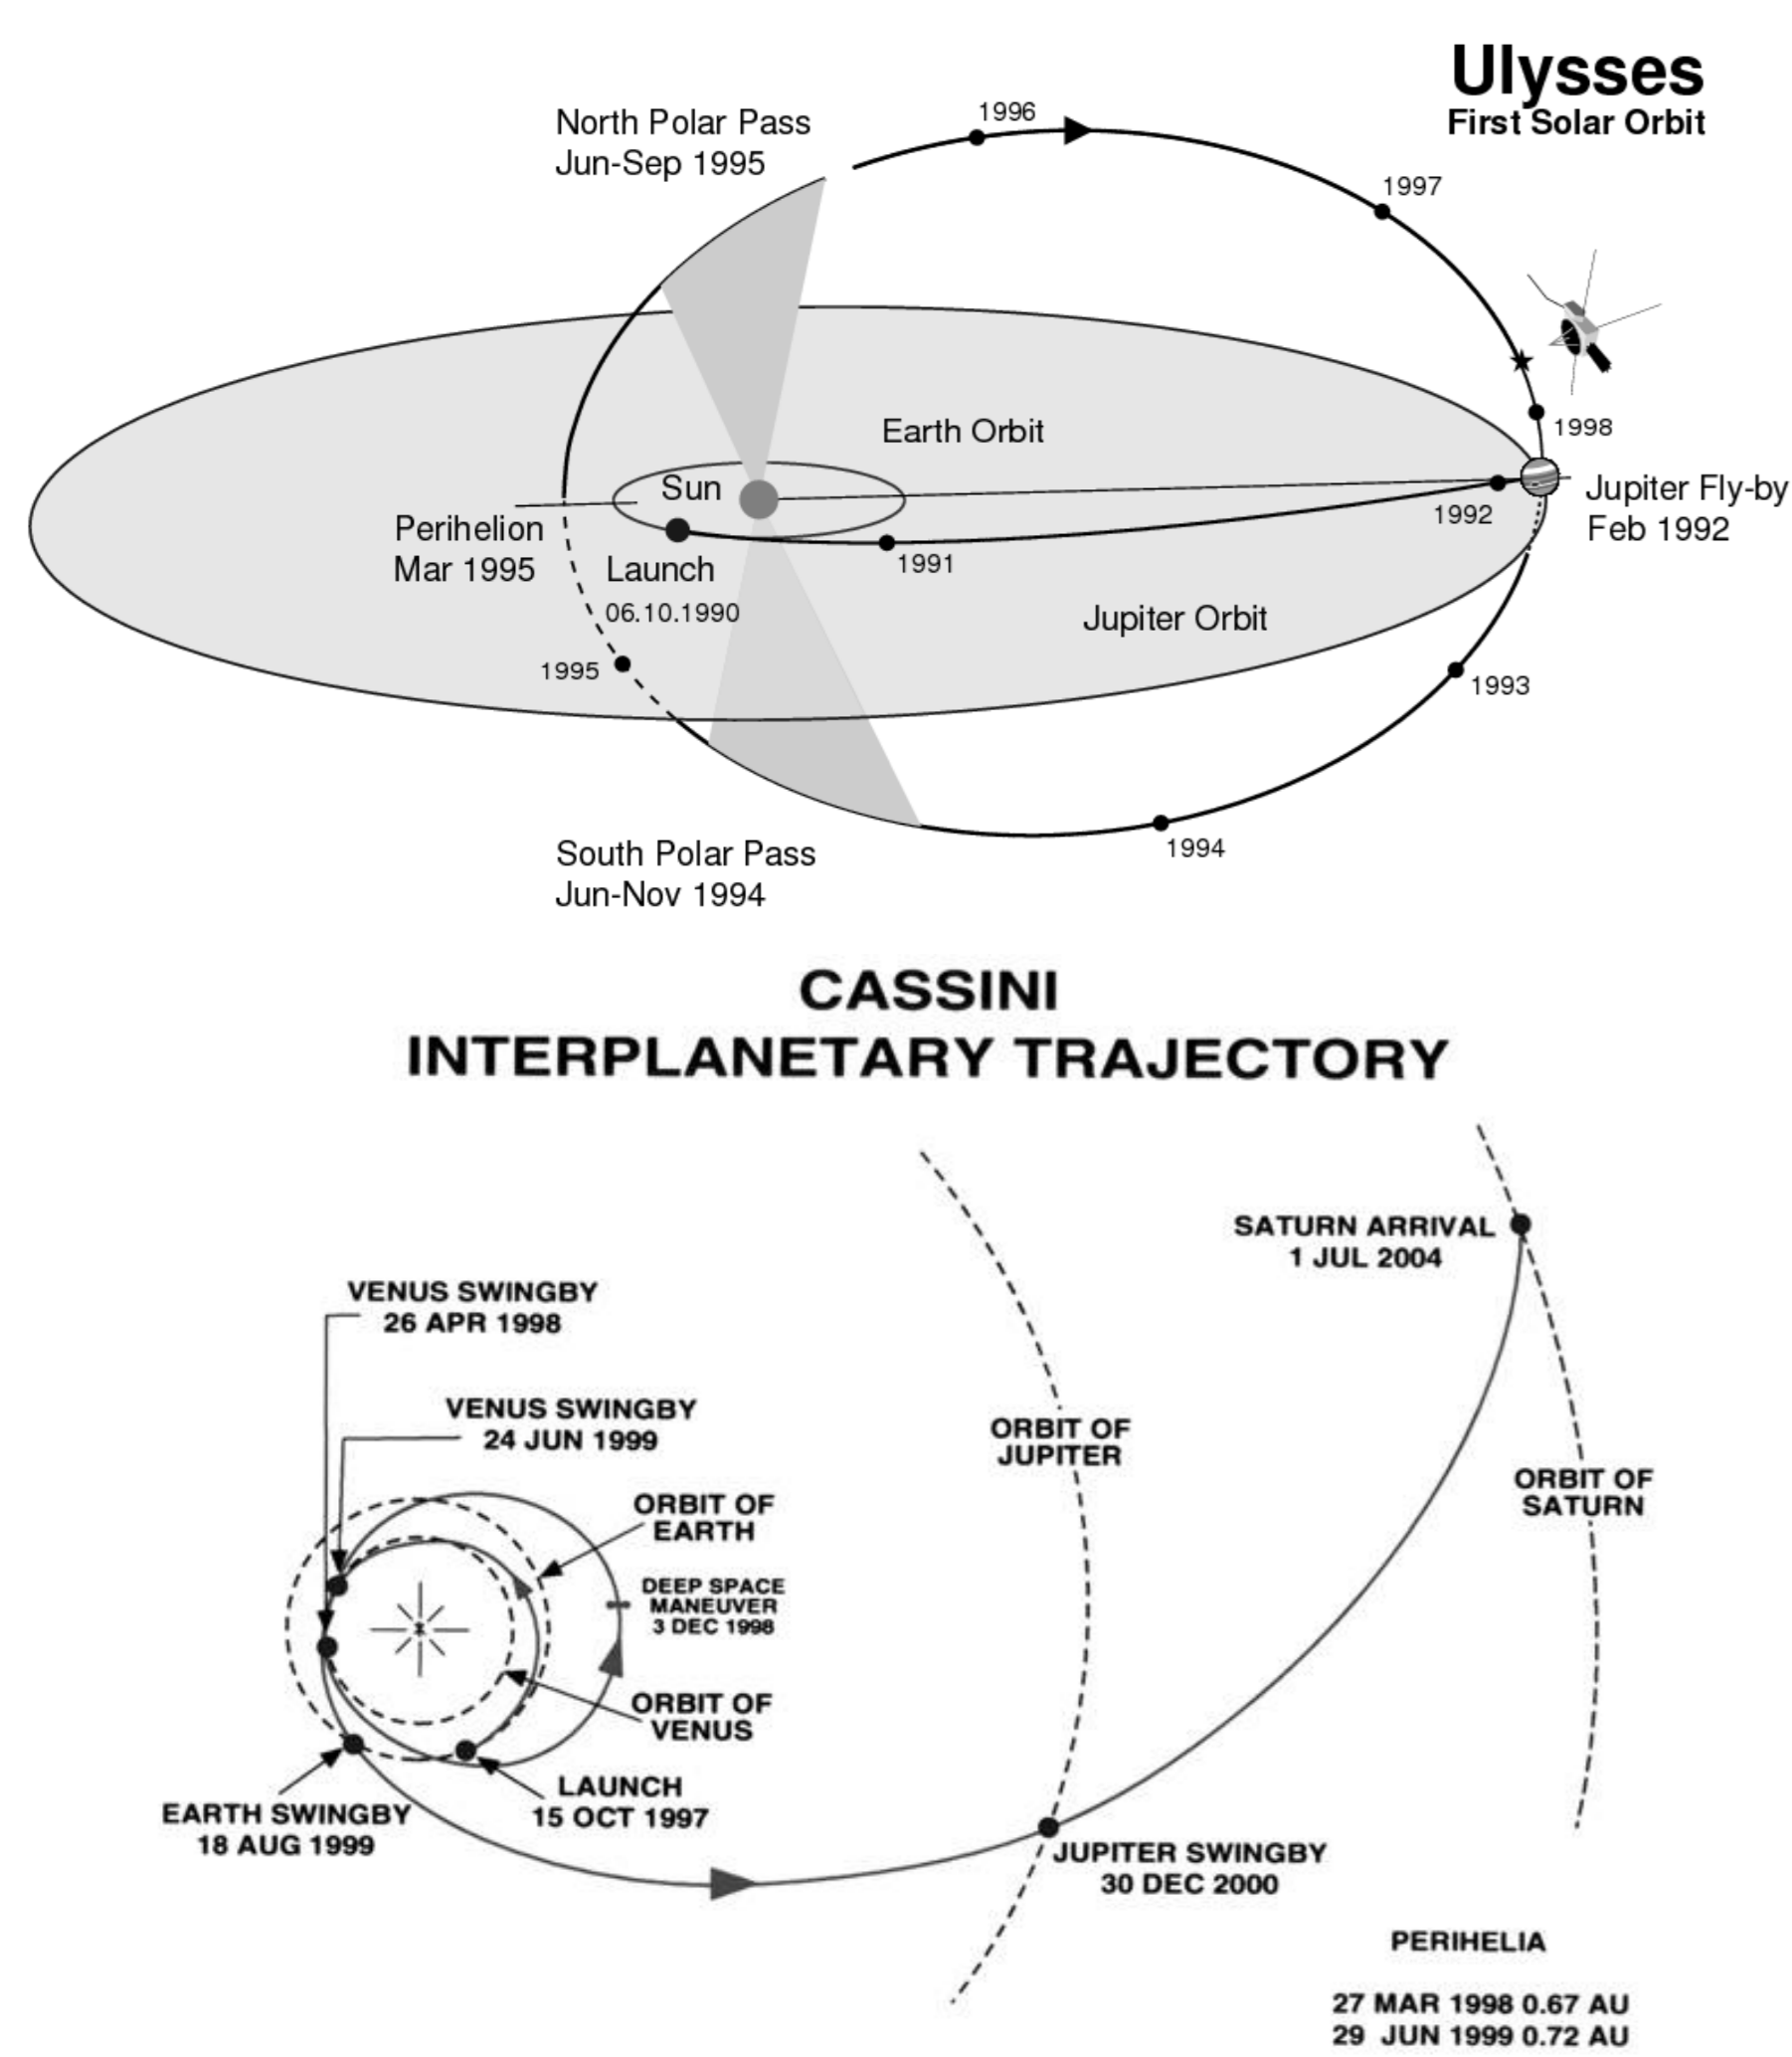 Ulysses
First Solar Orbit
North Polar Pass
Jun-Sep 1995
1996
1997
1998
Earth Orbit
Sun
Jupiter Fly-by
Feb 1992
1992
Perihelion
Mar 1995
Launch
06.10.1990
1991
Jupiter Orbit
1995
1993
1994
South Polar Pass
Jun-Nov 1994
CASSINI
INTERPLANETARY TRAJECTORY
SATURN ARRIVAL
1 JUL 2004
VENUS SWINGBY
26 APR 1998
VENUS SWINGBY
24 JUN 1999
ORBIT OF
JUPITER
ORBIT OF
SATURN
ORBIT OF
EARTH
DEEP SPACE
MANEUVER
3 DEC 1998
ORBIT OF
VENUS
LAUNCH
15 OCT 1997
EARTH SWINGBY
18 AUG 1999
JUPITER SWINGBY
30 DEC 2000
PERIHELIA
27 MAR 1998 0.67 AU
29 JUN 1999 0.72 AU